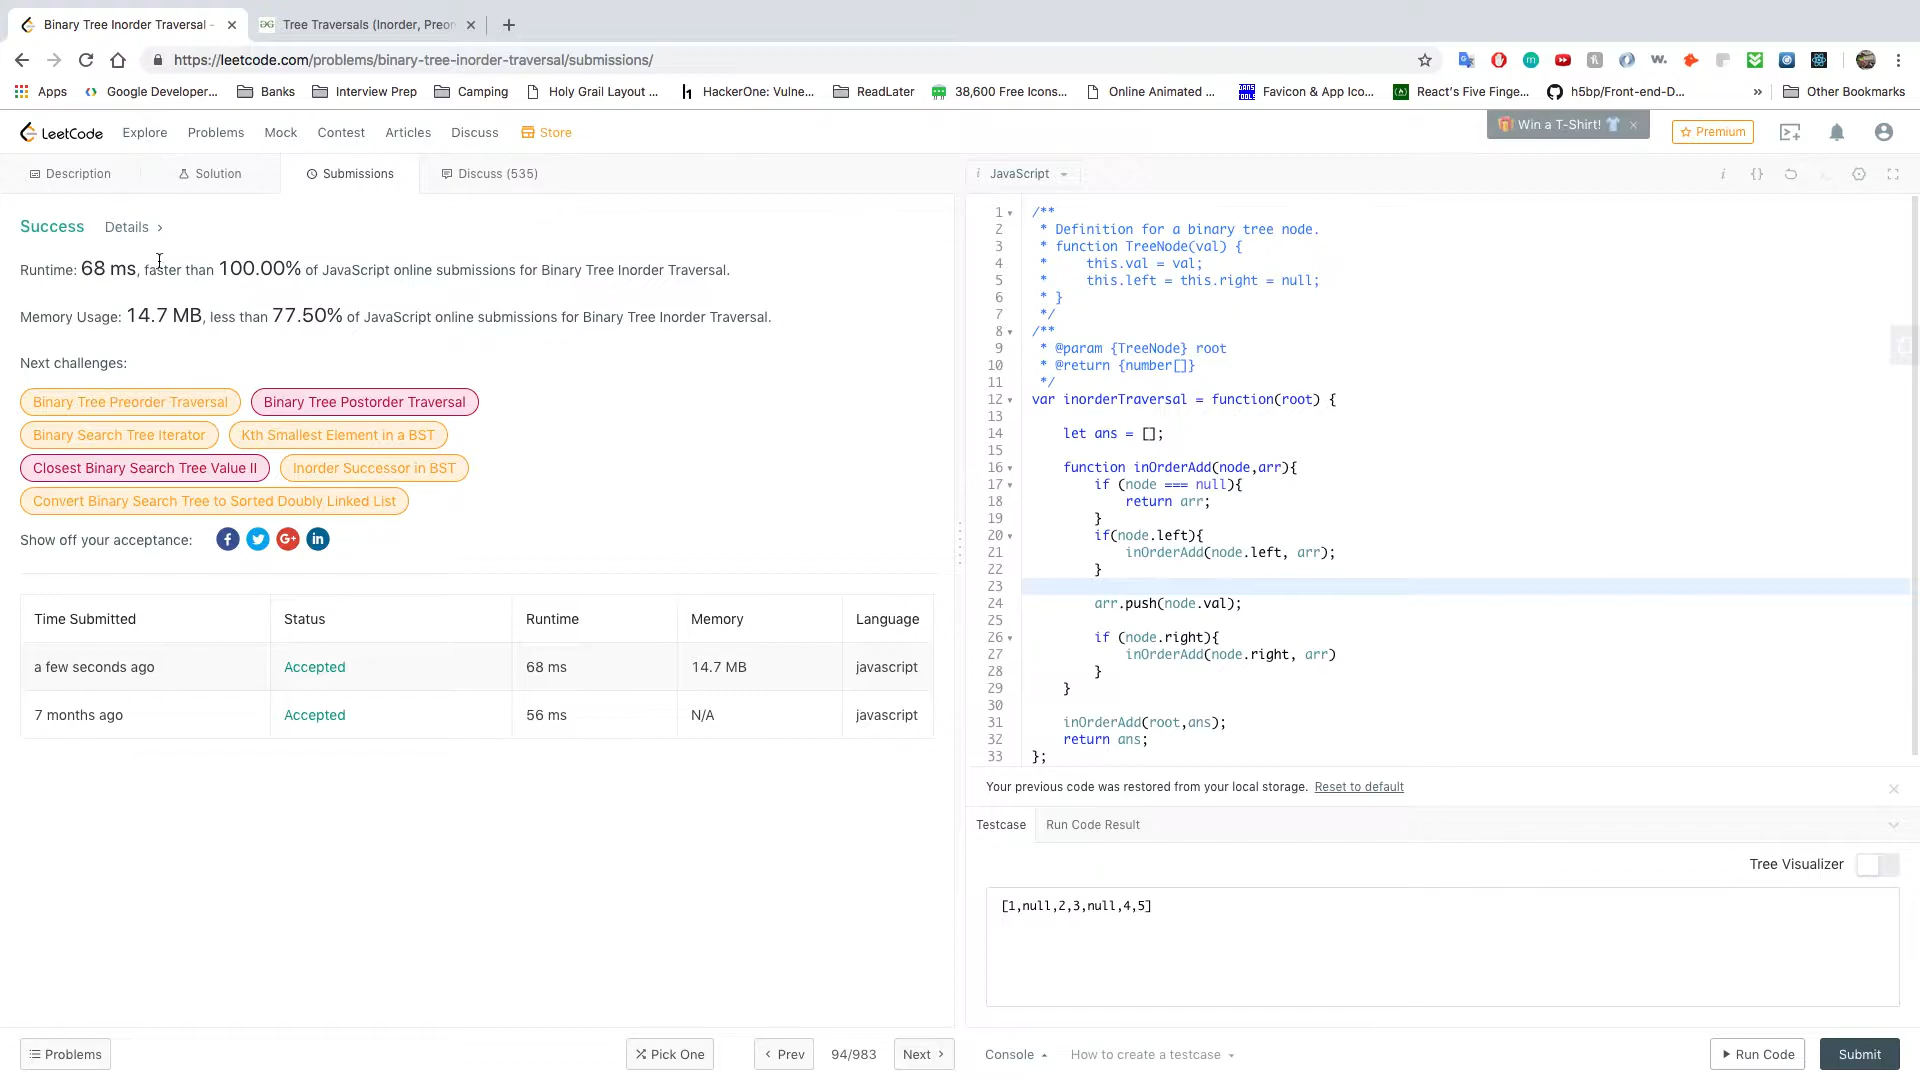 Binary Tree Inorder Traversal -
Tree Traversals (Inorder, Preor
https://leetcode.com/problems/binary-tree-inorder-traversal/submissions/
Apps
Google Developer...
Banks
Interview Prep
Camping
Holy Grail Layout ...
HackerOne: Vulne...
ReadLater
38,600 Free Icons...
Online Animated ...
Favicon & App Ico...
React's Five Finge...
h5bp/Front-end-D...
»
Other Bookmarks
LeetCode
Explore
Problems
Mock
Contest
Articles
Discuss
Store
Win a T-Shirt!
Premium
Description
Solution
Submissions
Discuss (535)
i JavaScript
Success
Details ›
Runtime: 68 ms, faster than 100.00% of JavaScript online submissions for Binary Tree Inorder Traversal.
Memory Usage: 14.7 MB, less than 77.50% of JavaScript online submissions for Binary Tree Inorder Traversal.
Next challenges:
Binary Tree Preorder Traversal
Binary Tree Postorder Traversal
Binary Search Tree Iterator
Kth Smallest Element in a BST
Closest Binary Search Tree Value II
Inorder Successor in BST
Convert Binary Search Tree to Sorted Doubly Linked List
Show off your acceptance:
Time Submitted Status Runtime Memory Language
a few seconds ago Accepted 68 ms 14.7 MB javascript
7 months ago Accepted 56 ms N/A javascript
1 /**
2 * Definition for a binary tree node.
3 * function TreeNode(val) {
4 *     this.val = val;
5 *     this.left = this.right = null;
6 * }
7 */
8 /**
9 * @param {TreeNode} root
10 * @return {number[]}
11 */
12 var inorderTraversal = function(root) {
13
14     let ans = [];
15
16     function inOrderAdd(node,arr){
17         if (node === null){
18             return arr;
19         }
20         if(node.left){
21             inOrderAdd(node.left, arr);
22         }
23
24         arr.push(node.val);
25
26         if (node.right){
27             inOrderAdd(node.right, arr)
28         }
29     }
30
31     inOrderAdd(root,ans);
32     return ans;
33 };
Your previous code was restored from your local storage. Reset to default
Testcase
Run Code Result
Tree Visualizer
[1,null,2,3,null,4,5]
Problems
Pick One
‹ Prev
94/983
Next ›
Console
How to create a testcase
Run Code
Submit